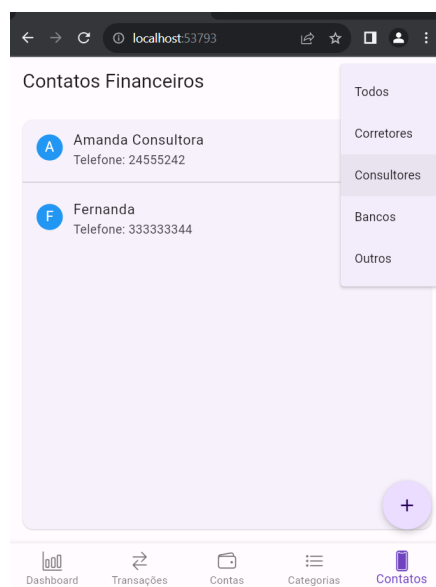 localhost:53793
Contatos Financeiros
Todos
Corretores
Consultores
Bancos
Outros
A
Amanda Consultora
Telefone: 24555242
F
Fernanda
Telefone: 333333344
+
Dashboard
Transações
Contas
Categorias
Contatos